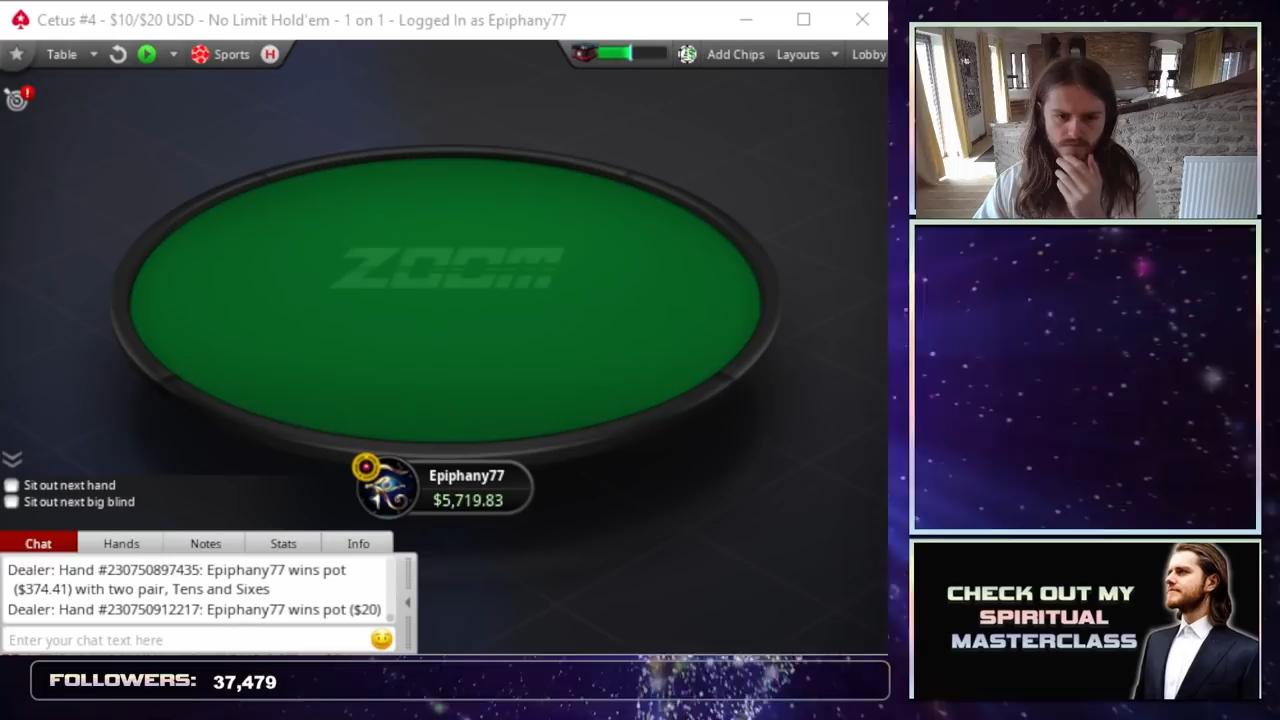 Cetus #4 - $10/$20 USD - No Limit Hold'em - 1 on 1 - Logged In as Epiphany77
Table
Sports
H
Add Chips
Layouts
Lobby
ZOOM
Epiphany77
$5,719.83
Sit out next hand
Sit out next big blind
Chat
Hands
Notes
Stats
Info
Dealer: Hand #230750897435: Epiphany77 wins pot
($374.41) with two pair, Tens and Sixes
Dealer: Hand #230750912217: Epiphany77 wins pot ($20)
Enter your chat text here
FOLLOWERS: 37,479
CHECK OUT MY
SPIRITUAL
MASTERCLASS